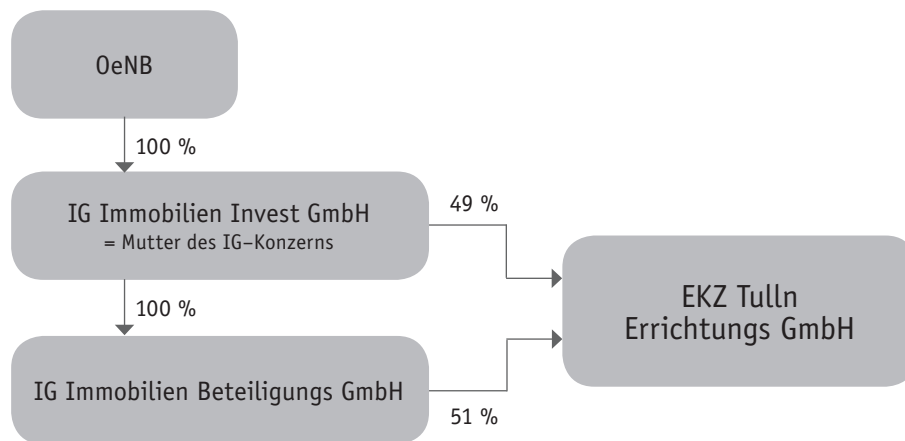 OeNB
100 %
IG Immobilien Invest GmbH
= Mutter des IG–Konzerns
49 %
100 %
EKZ Tulln
Errichtungs GmbH
IG Immobilien Beteiligungs GmbH
51 %